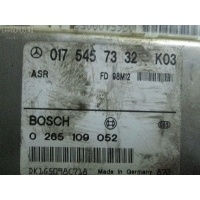 017 545 73 32 K03
ASR FD 98M12
BOSCH
0 265 109 052
Made in Germany